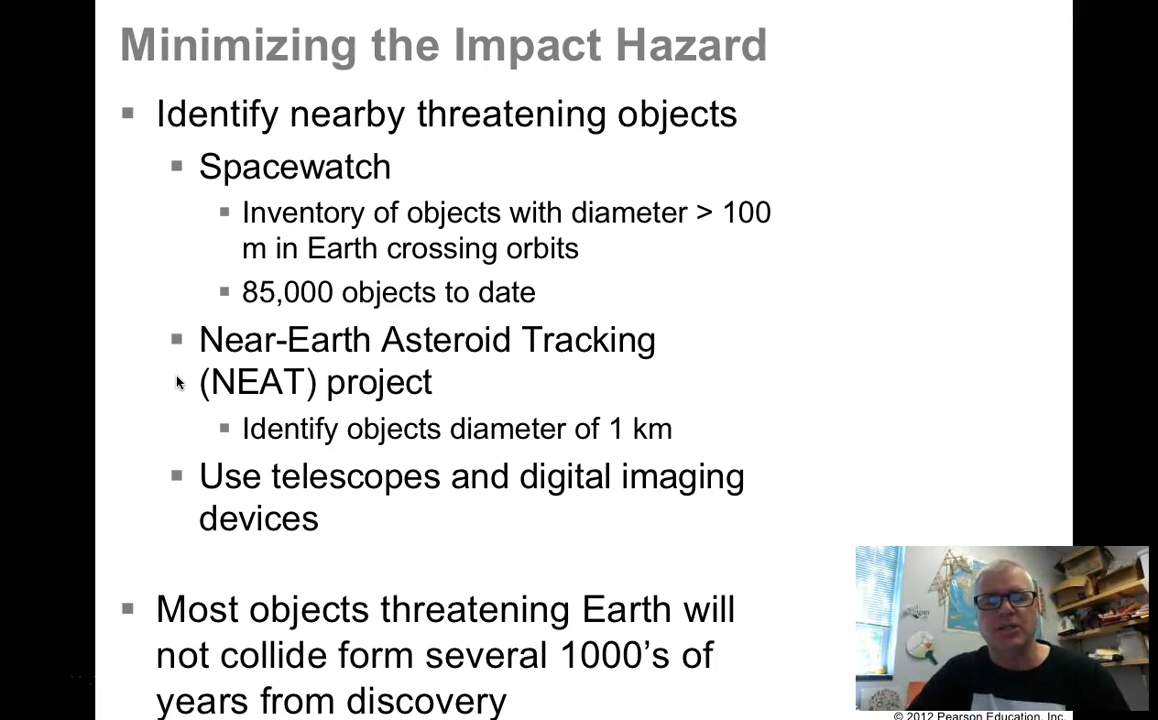 Minimizing the Impact Hazard
Identify nearby threatening objects
Spacewatch
Inventory of objects with diameter > 100
m in Earth crossing orbits
85,000 objects to date
Near-Earth Asteroid Tracking
(NEAT) project
Identify objects diameter of 1 km
Use telescopes and digital imaging
devices
Most objects threatening Earth will
not collide form several 1000’s of
years from discovery
© 2012 Pearson Education, Inc.